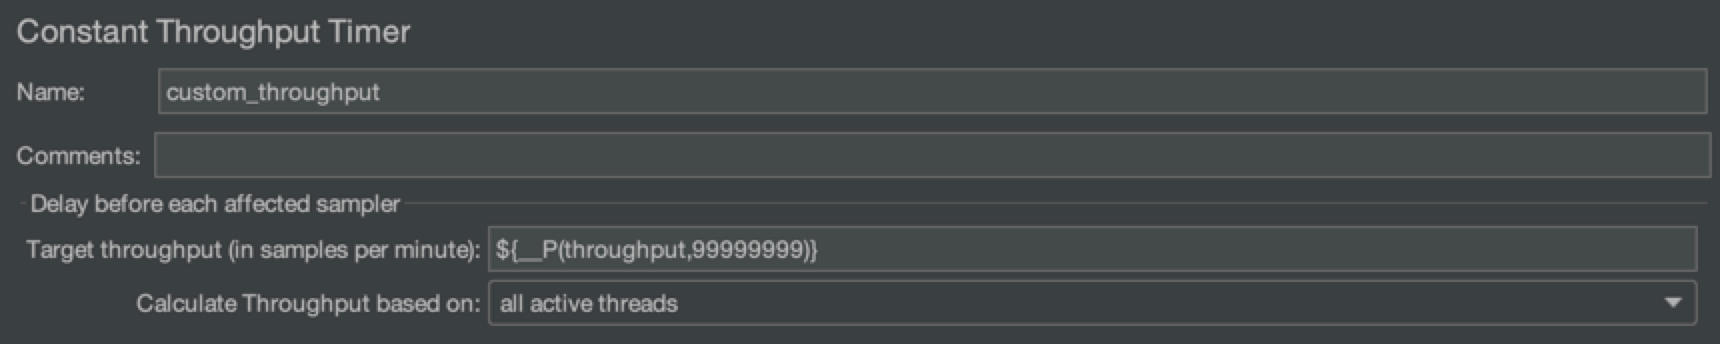 Constant Throughput Timer
Name: custom_throughput
Comments:
Delay before each affected sampler
Target throughput (in samples per minute): ${__P(throughput,99999999)}
Calculate Throughput based on: all active threads